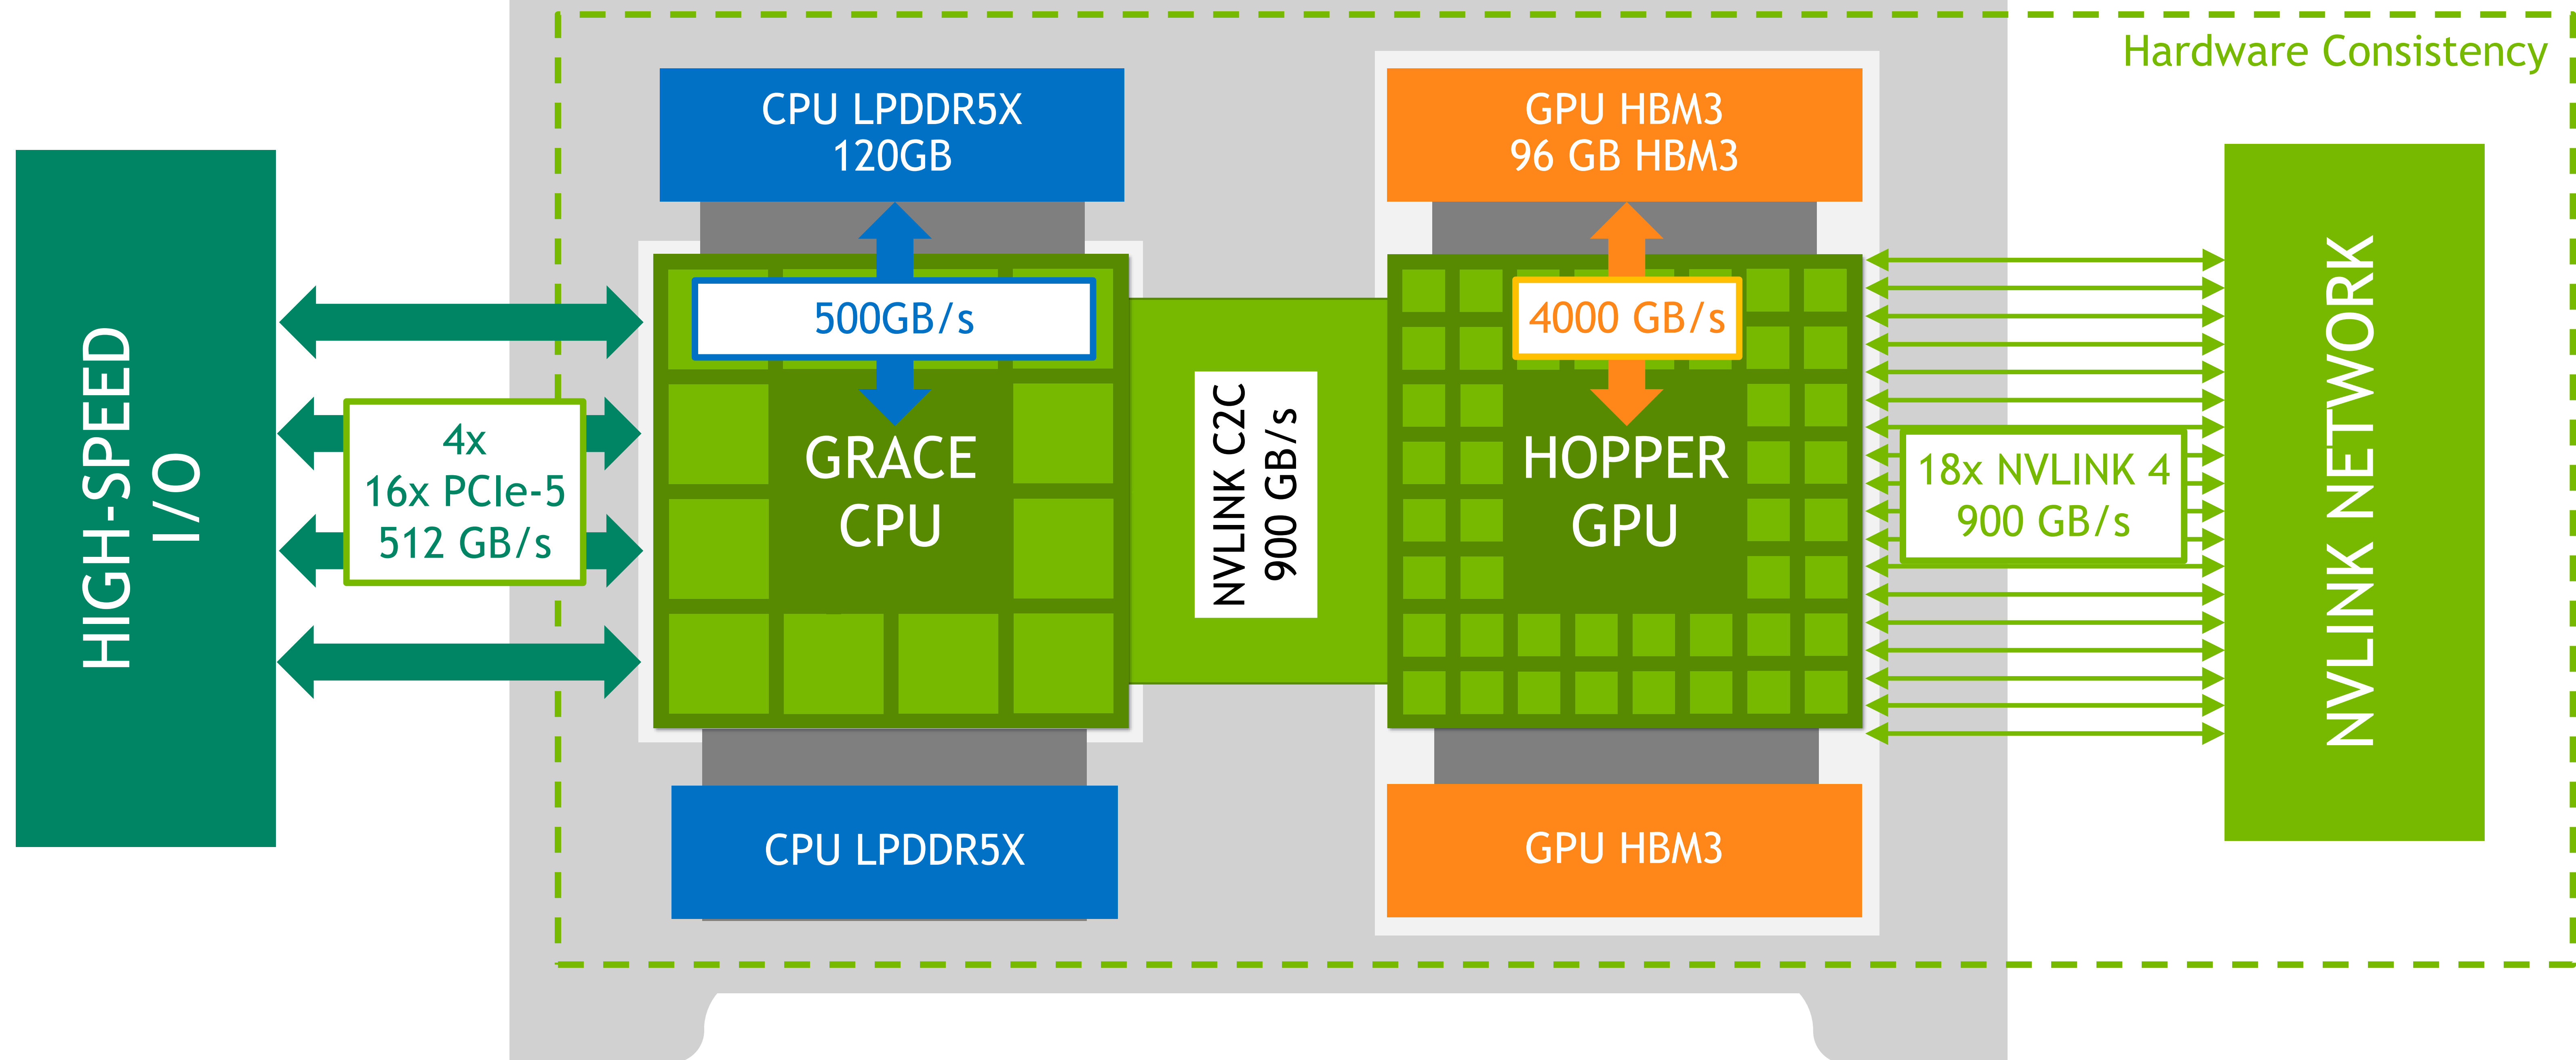 Hardware Consistency
CPU LPDDR5X
120GB
GPU HBM3
96 GB HBM3
HIGH-SPEED
I/O
4x
16x PCIe-5
512 GB/s
500GB/s
GRACE
CPU
NVLINK C2C
900 GB/s
4000 GB/s
HOPPER
GPU
18x NVLINK 4
900 GB/s
NVLINK NETWORK
CPU LPDDR5X
GPU HBM3